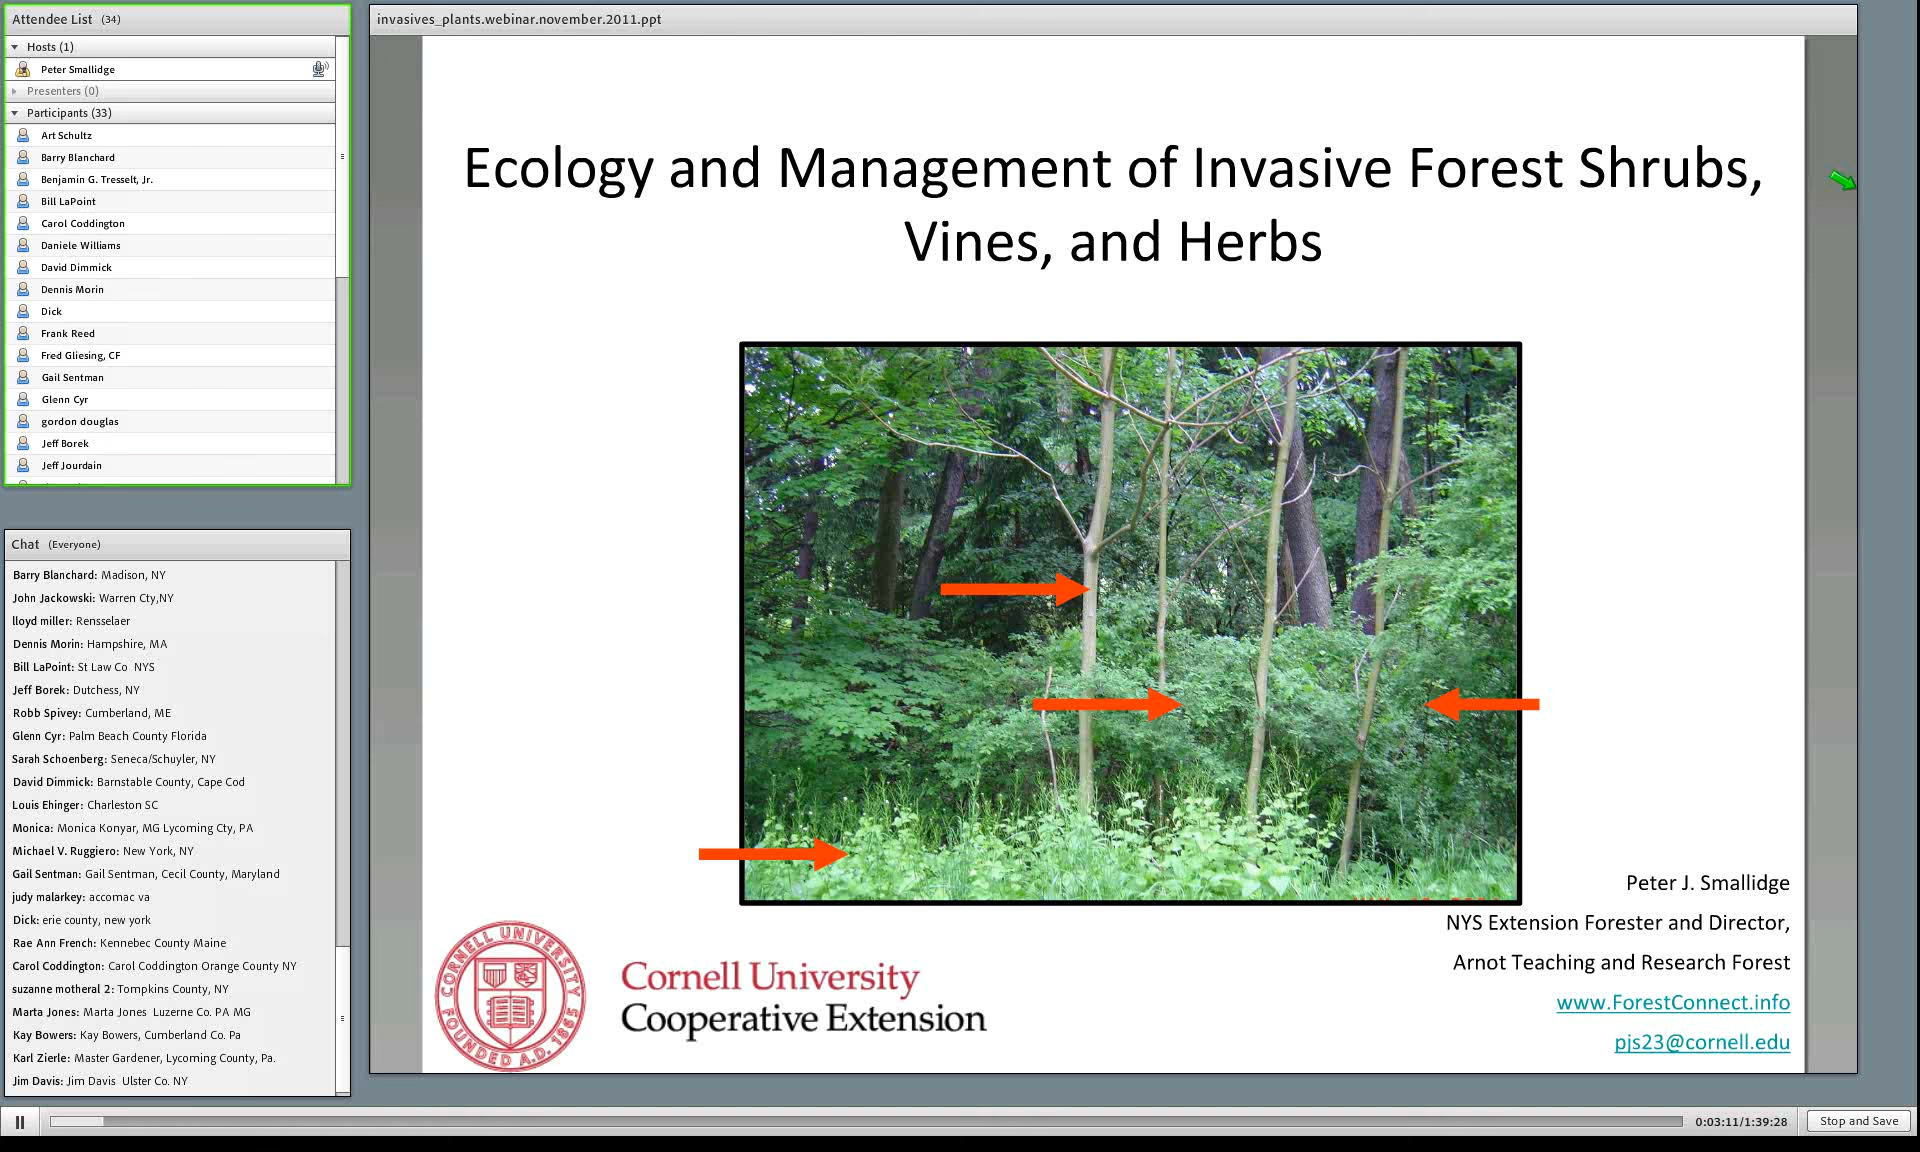 Attendee List (34)
Hosts (1)
Peter Smallidge
Presenters (0)
Participants (33)
Art Schultz
Barry Blanchard
Benjamin G. Tresselt, Jr.
Bill LaPoint
Carol Coddington
Daniele Williams
David Dimmick
Dennis Morin
Dick
Frank Reed
Fred Gliesing, CF
Gail Sentman
Glenn Cyr
gordon douglas
Jeff Borek
Jeff Jourdain
Chat (Everyone)
Barry Blanchard: Madison, NY
John Jackowski: Warren Cty,NY
lloyd miller: Rensselaer
Dennis Morin: Hampshire, MA
Bill LaPoint: St Law Co NYS
Jeff Borek: Dutchess, NY
Robb Spivey: Cumberland, ME
Glenn Cyr: Palm Beach County Florida
Sarah Schoenberg: Seneca/Schuyler, NY
David Dimmick: Barnstable County, Cape Cod
Louis Ehinger: Charleston SC
Monica: Monica Konyar, MG Lycoming Cty, PA
Michael V. Ruggiero: New York, NY
Gail Sentman: Gail Sentman, Cecil County, Maryland
judy malarkey: accomac va
Dick: erie county, new york
Rae Ann French: Kennebec County Maine
Carol Coddington: Carol Coddington Orange County NY
suzanne motheral 2: Tompkins County, NY
Marta Jones: Marta Jones Luzerne Co. PA MG
Kay Bowers: Kay Bowers, Cumberland Co. Pa
Karl Zierle: Master Gardener, Lycoming County, Pa.
Jim Davis: Jim Davis Ulster Co. NY
invasives_plants.webinar.november.2011.ppt
Ecology and Management of Invasive Forest Shrubs,
Vines, and Herbs
Peter J. Smallidge
NYS Extension Forester and Director,
Arnot Teaching and Research Forest
www.ForestConnect.info
pjs23@cornell.edu
CORNELL UNIVERSITY
FOUNDED A.D. 1865
Cornell University
Cooperative Extension
0:03:11/1:39:28
Stop and Save